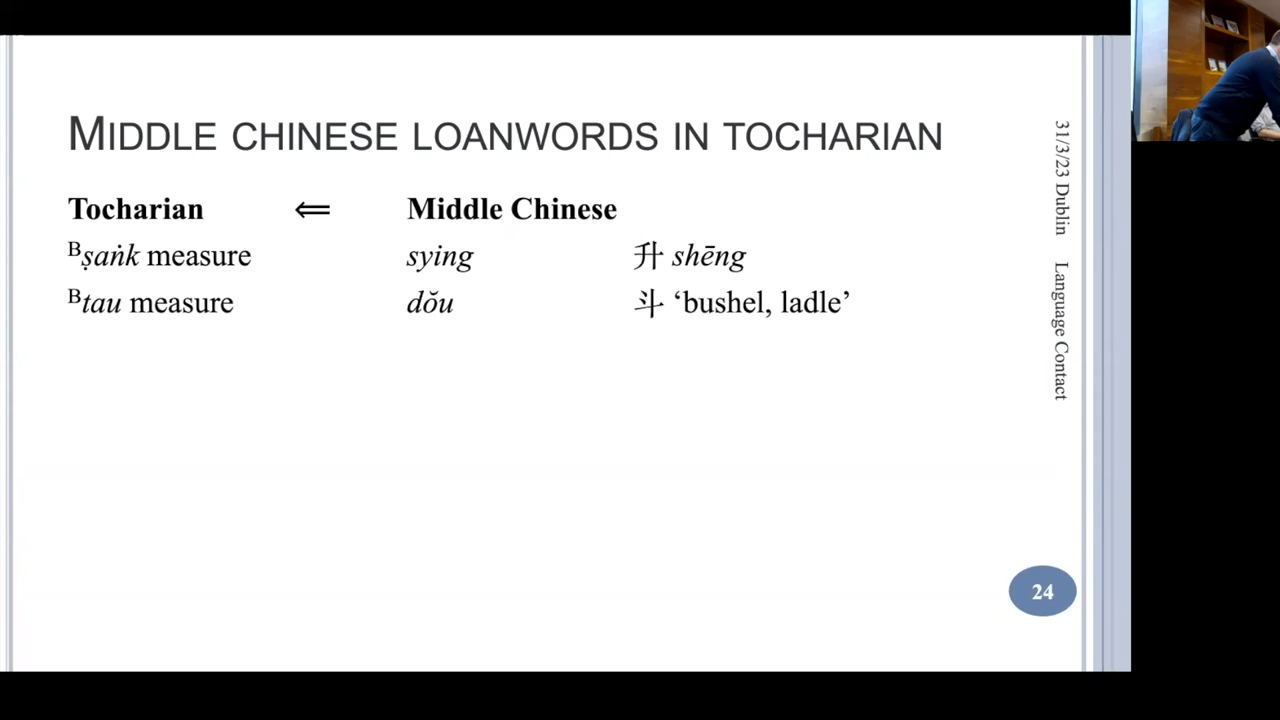 MIDDLE CHINESE LOANWORDS IN TOCHARIAN
Tocharian ⟸ Middle Chinese
ᴮṣaṅk measure sying 升 shēng
ᴮtau measure dŏu 斗 ‘bushel, ladle’
31/3/23 Dublin Language Contact
24